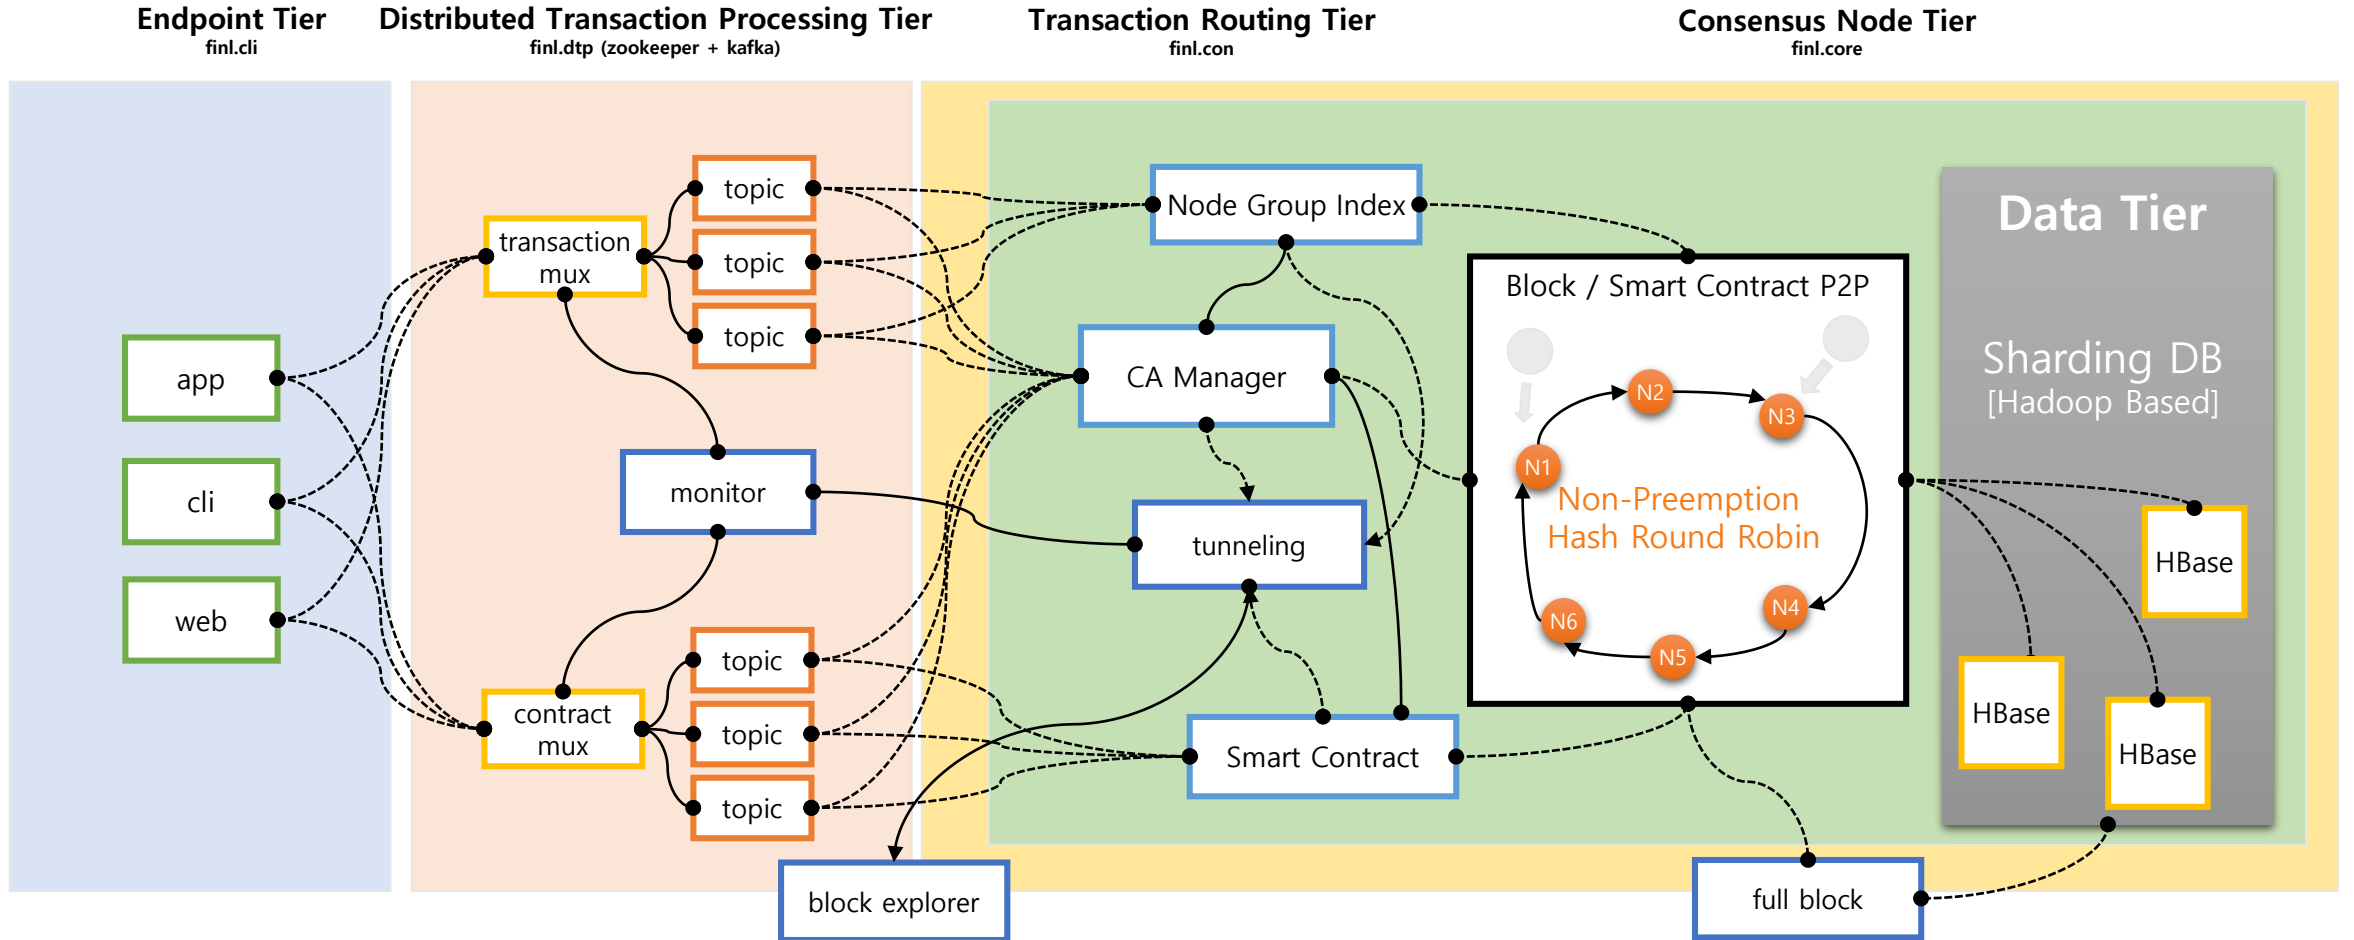 Endpoint Tier
finl.cli
Distributed Transaction Processing Tier
finl.dtp (zookeeper + kafka)
Transaction Routing Tier
finl.con
Consensus Node Tier
finl.core
app
cli
web
transaction
mux
topic
topic
topic
monitor
contract
mux
topic
topic
topic
block explorer
Node Group Index
CA Manager
tunneling
Smart Contract
Block / Smart Contract P2P
N1
N2
N3
N4
N5
N6
Non-Preemption
Hash Round Robin
full block
Data Tier
Sharding DB
[Hadoop Based]
HBase
HBase
HBase